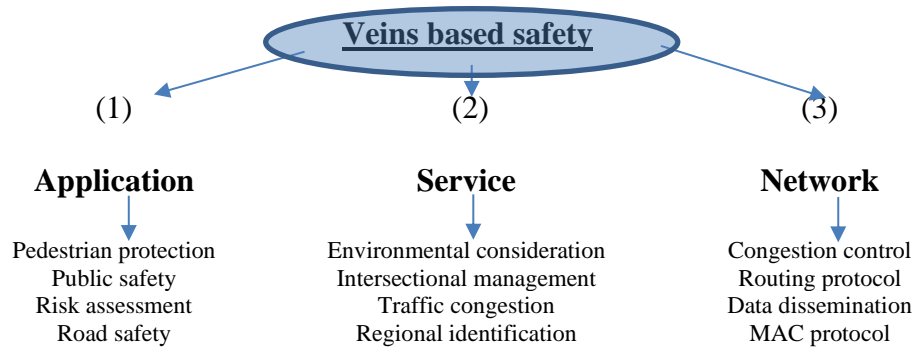 Veins based safety
(1)
(2)
(3)
Application
Service
Network
Pedestrian protection
Public safety
Risk assessment
Road safety
Environmental consideration
Intersectional management
Traffic congestion
Regional identification
Congestion control
Routing protocol
Data dissemination
MAC protocol